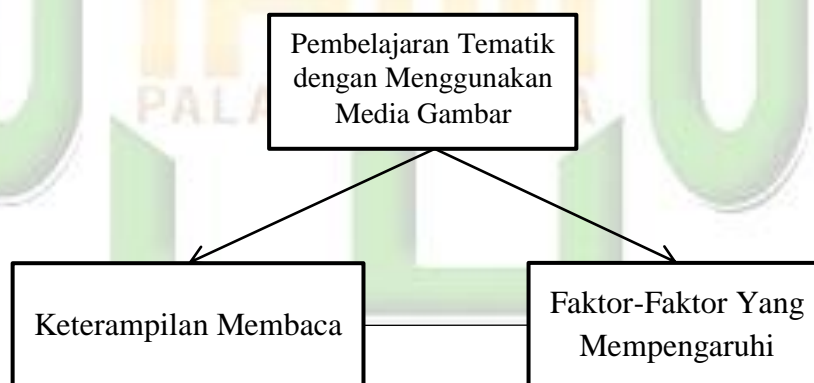 Pembelajaran Tematik
dengan Menggunakan
Media Gambar
Keterampilan Membaca
Faktor-Faktor Yang
Mempengaruhi